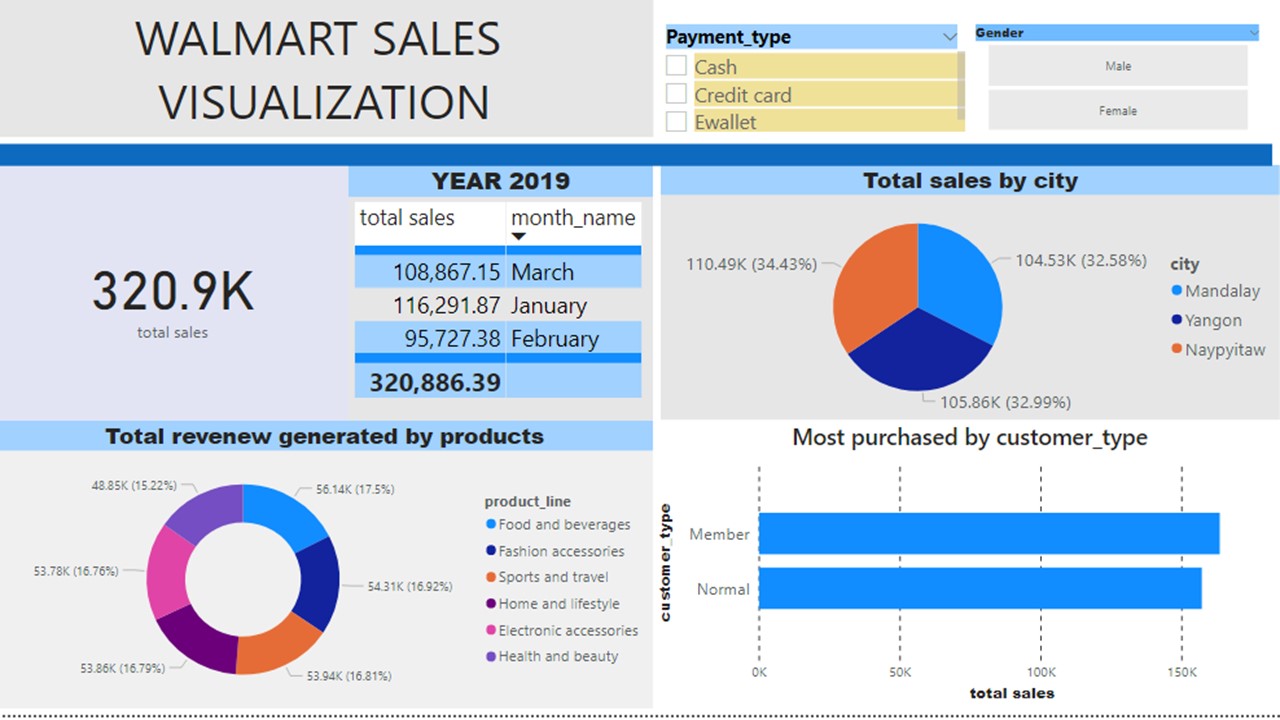 WALMART SALES
VISUALIZATION
Payment_type
Cash
Credit card
Ewallet
Gender
Male
Female
320.9K
total sales
YEAR 2019
total sales month_name
108,867.15 March
116,291.87 January
95,727.38 February
320,886.39
Total sales by city
110.49K (34.43%)
104.53K (32.58%)
105.86K (32.99%)
city
Mandalay
Yangon
Naypyitaw
Total revenew generated by products
48.85K (15.22%)
56.14K (17.5%)
53.78K (16.76%)
54.31K (16.92%)
53.86K (16.79%)
53.94K (16.81%)
product_line
Food and beverages
Fashion accessories
Sports and travel
Home and lifestyle
Electronic accessories
Health and beauty
Most purchased by customer_type
customer_type
Member
Normal
0K 50K 100K 150K
total sales